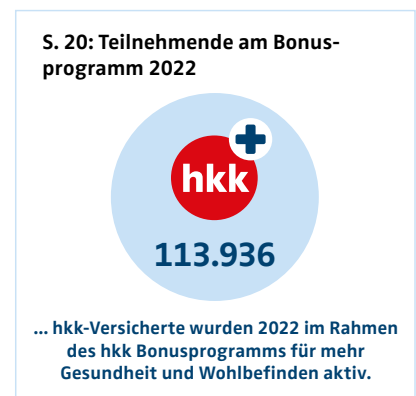 S. 20: Teilnehmende am Bonus-
programm 2022
hkk
113.936
... hkk-Versicherte wurden 2022 im Rahmen
des hkk Bonusprogramms für mehr
Gesundheit und Wohlbefinden aktiv.